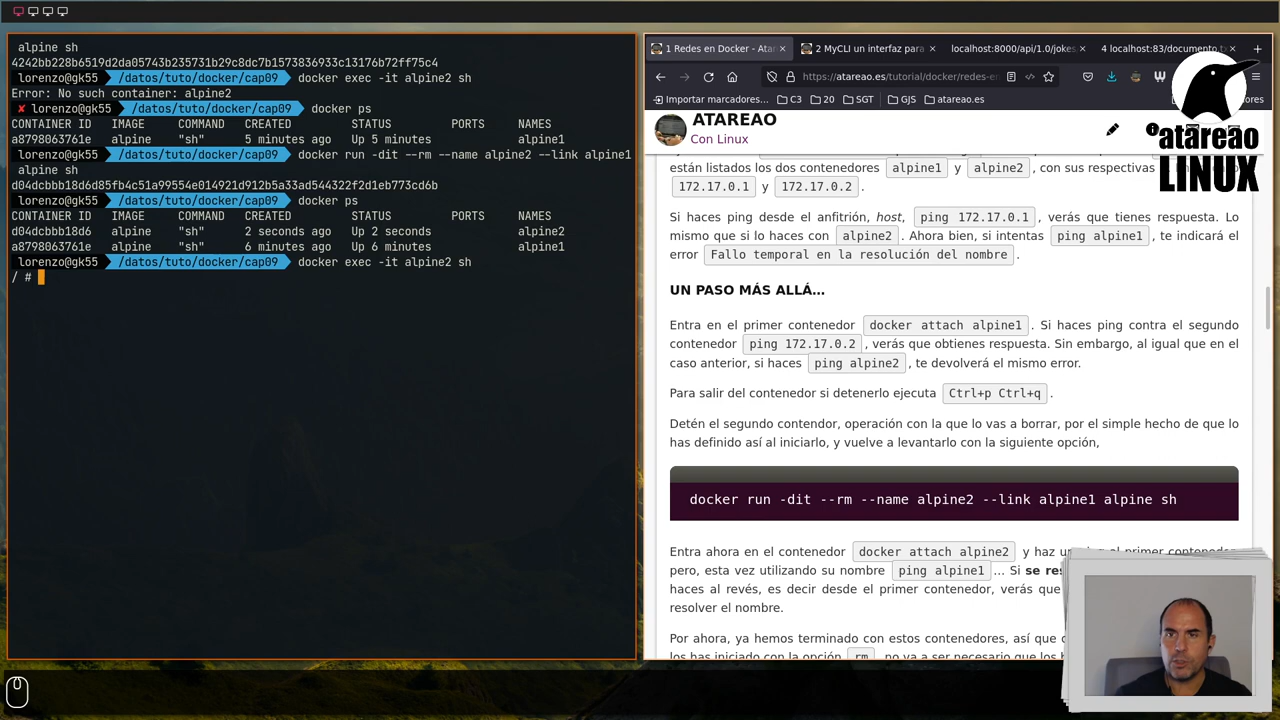 alpine sh
4242bb228b6519d2da05743b235731b29c8dc7b1573836933c13176b72ff75c4
lorenzo@gk55 /datos/tuto/docker/cap09 docker exec -it alpine2 sh
Error: No such container: alpine2
✘ lorenzo@gk55 /datos/tuto/docker/cap09 docker ps
CONTAINER ID IMAGE COMMAND CREATED STATUS PORTS NAMES
a8798063761e alpine "sh" 5 minutes ago Up 5 minutes alpine1
lorenzo@gk55 /datos/tuto/docker/cap09 docker run -dit --rm --name alpine2 --link alpine1
alpine sh
d04dcbbb18d6d85fb4c51a99554e014921d912b5a33ad544322f2d1eb773cd6b
lorenzo@gk55 /datos/tuto/docker/cap09 docker ps
CONTAINER ID IMAGE COMMAND CREATED STATUS PORTS NAMES
d04dcbbb18d6 alpine "sh" 2 seconds ago Up 2 seconds alpine2
a8798063761e alpine "sh" 6 minutes ago Up 6 minutes alpine1
lorenzo@gk55 /datos/tuto/docker/cap09 docker exec -it alpine2 sh
/ #
1 Redes en Docker - Atar × 2 MyCLI un interfaz para × localhost:8000/api/1.0/jokes × 4 localhost:83/documento.t ×
https://atareao.es/tutorial/docker/redes-en
Importar marcadores... C3 20 SGT GJS atareao.es
ATAREAO
Con Linux
atareao
LINUX
están listados los dos contenedores alpine1 y alpine2 , con sus respectivas
172.17.0.1 y 172.17.0.2 .
Si haces ping desde el anfitrión, host, ping 172.17.0.1 , verás que tienes respuesta. Lo
mismo que si lo haces con alpine2 . Ahora bien, si intentas ping alpine1 , te indicará el
error Fallo temporal en la resolución del nombre .
UN PASO MÁS ALLÁ...
Entra en el primer contenedor docker attach alpine1 . Si haces ping contra el segundo
contenedor ping 172.17.0.2 , verás que obtienes respuesta. Sin embargo, al igual que en el
caso anterior, si haces ping alpine2 , te devolverá el mismo error.
Para salir del contenedor si detenerlo ejecuta Ctrl+p Ctrl+q .
Detén el segundo contendor, operación con la que lo vas a borrar, por el simple hecho de que lo
has definido así al iniciarlo, y vuelve a levantarlo con la siguiente opción,
docker run -dit --rm --name alpine2 --link alpine1 alpine sh
Entra ahora en el contenedor docker attach alpine2 y haz
pero, esta vez utilizando su nombre ping alpine1 ... Si se
haces al revés, es decir desde el primer contenedor, verás que
resolver el nombre.
Por ahora, ya hemos terminado con estos contenedores, así que
los has iniciado con la opción rm , no va a ser necesario que los